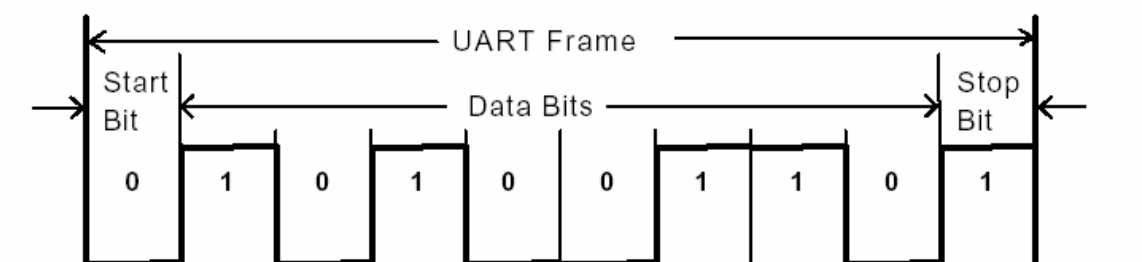 UART Frame
Start Bit
Data Bits
Stop Bit
0 1 0 1 0 0 1 1 0 1